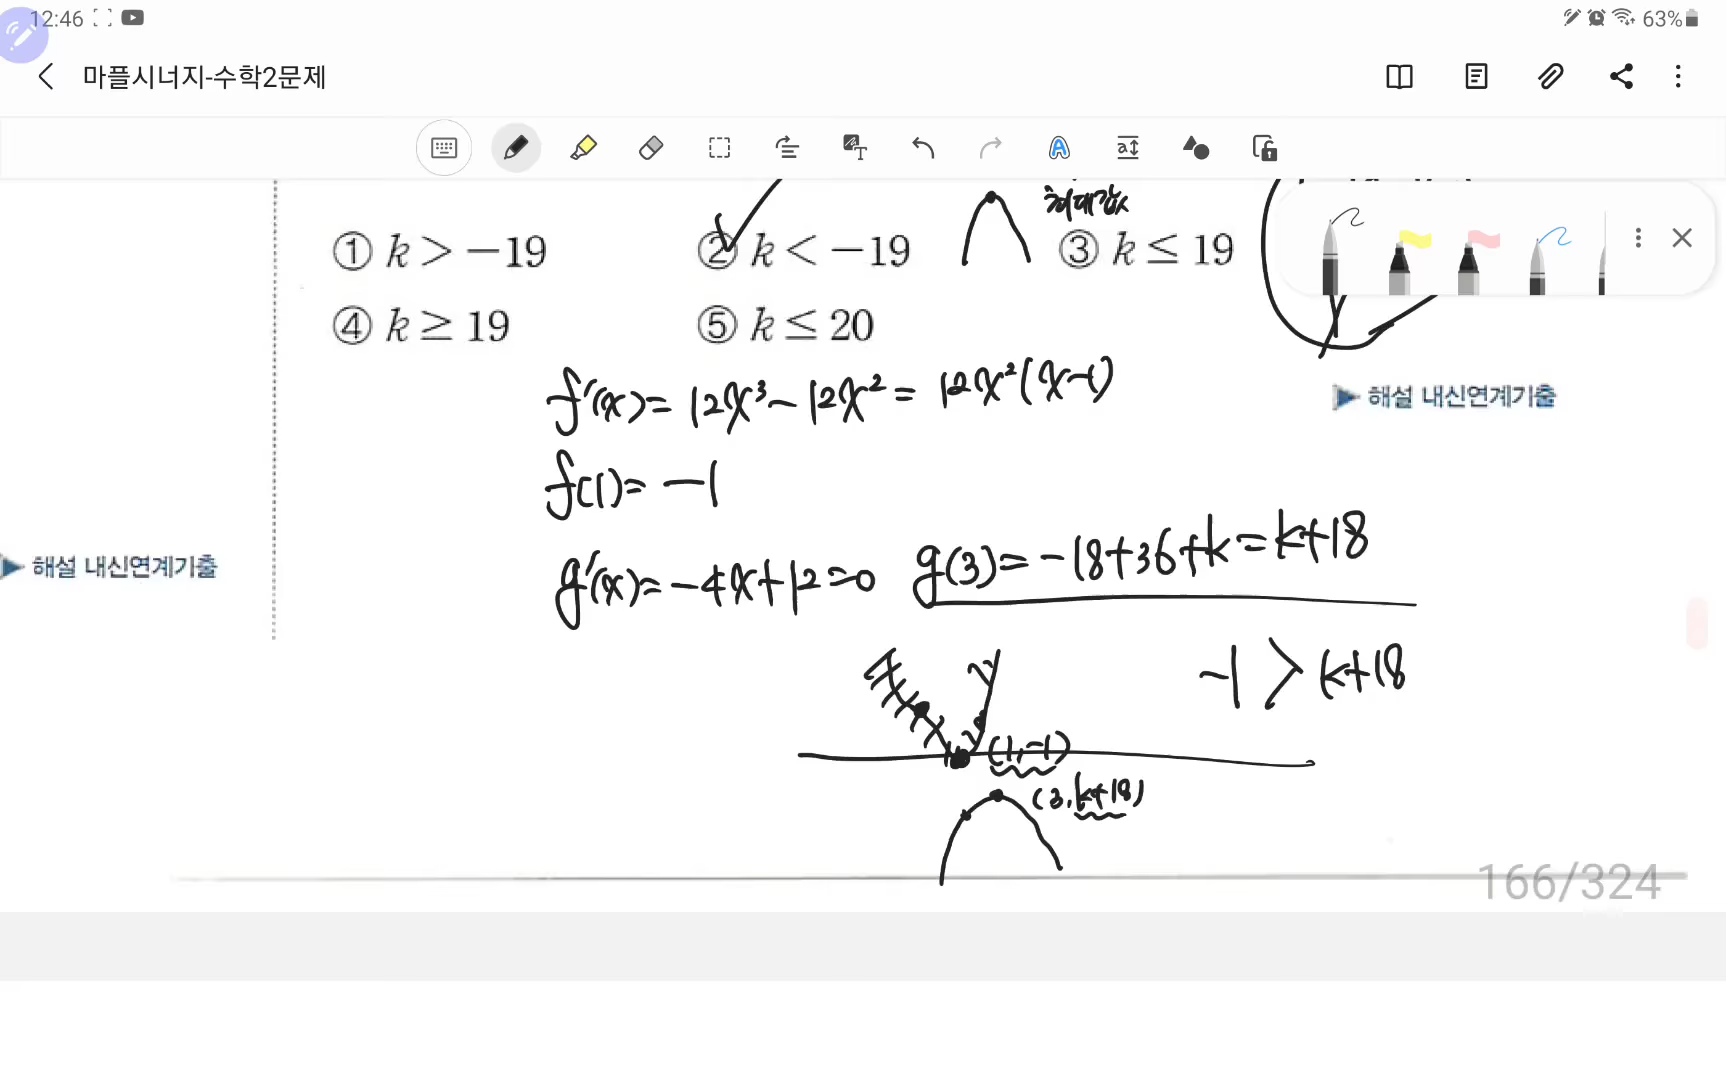 12:46
63%
마플시너지-수학2문제
최대값
① k > −19
② k < −19
③ k ≤ 19
④ k ≥ 19
⑤ k ≤ 20
f'(x) = 12x³ − 12x² = 12x²(x−1)
▶ 해설 내신연계기출
f(1) = −1
▶ 해설 내신연계기출
g'(x) = −4x+12=0
g(3) = −18+36+k = k+18
−1 > k+18
(1, −1)
(3, k+18)
166/324